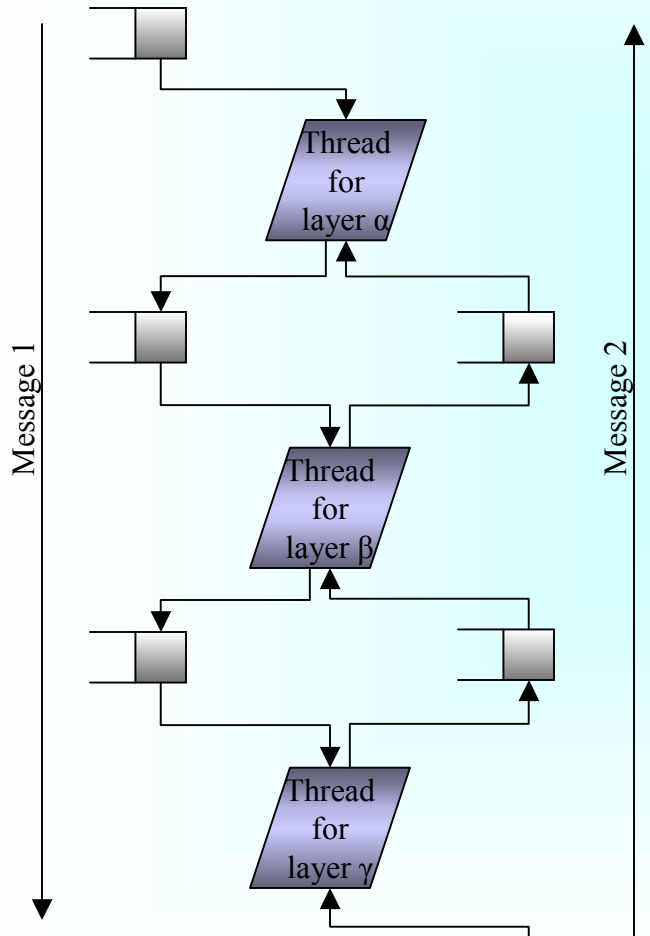 Thread
for
layer α
Message 1
Message 2
Thread
for
layer β
Thread
for
layer γ